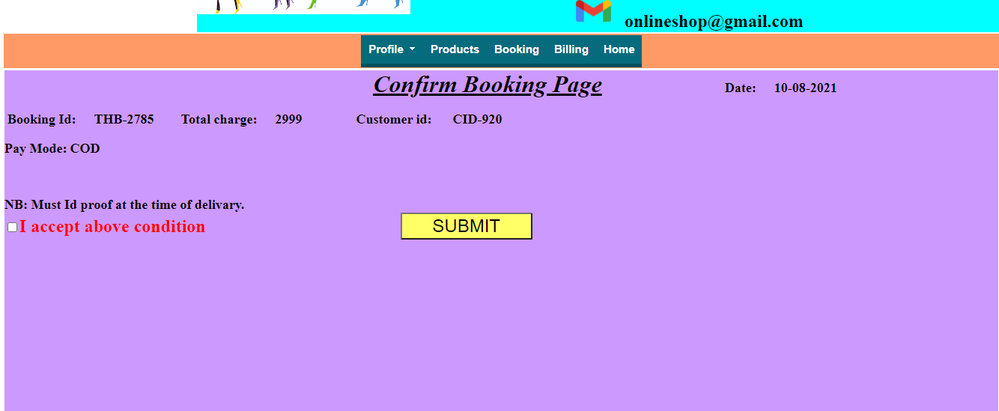 onlineshop@gmail.com
Profile Products Booking Billing Home
Confirm Booking Page Date: 10-08-2021
Booking Id: THB-2785 Total charge: 2999 Customer id: CID-920
Pay Mode: COD
NB: Must Id proof at the time of delivary.
I accept above condition SUBMIT